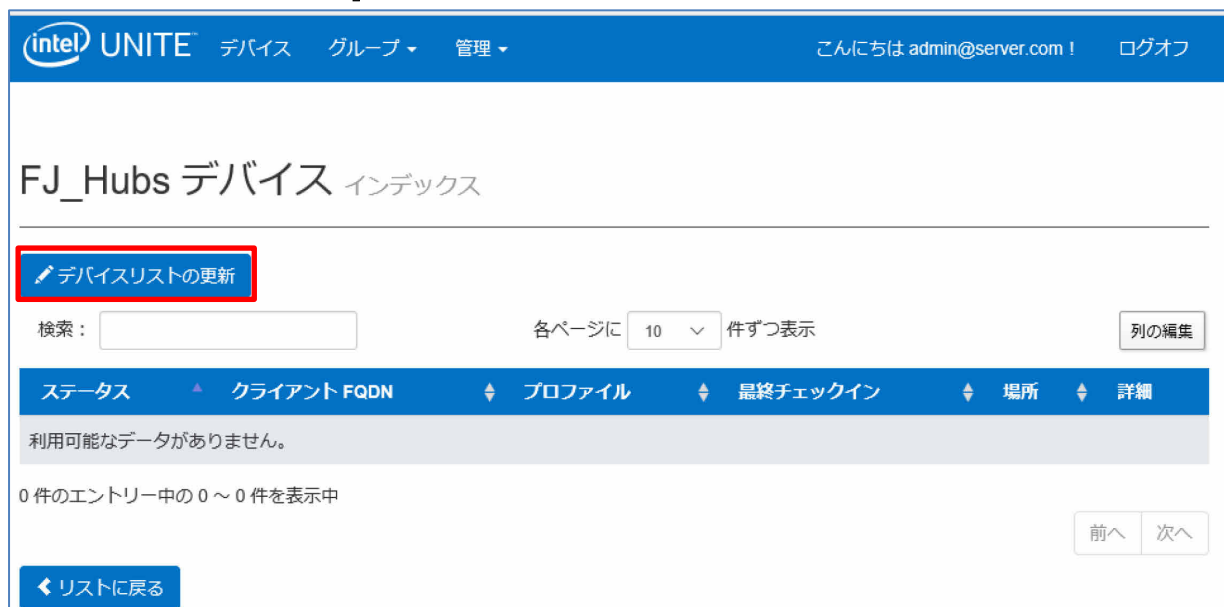 intel UNITE™ デバイス グループ 管理 こんにちは admin@server.com ! ログオフ
FJ_Hubs デバイス インデックス
デバイスリストの更新
検索： 各ページに 10 件ずつ表示 列の編集
ステータス クライアント FQDN プロファイル 最終チェックイン 場所 詳細
利用可能なデータがありません。
0 件のエントリー中の 0 ～ 0 件を表示中
前へ 次へ
リストに戻る